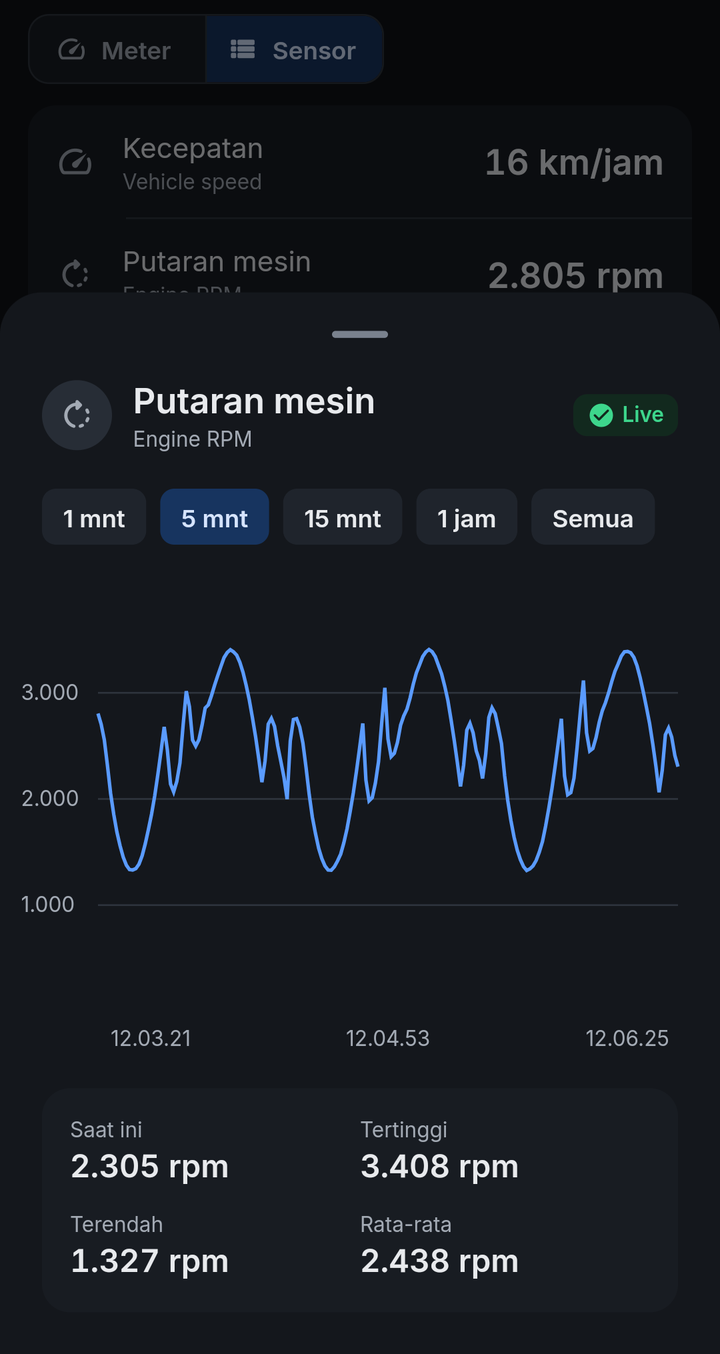 Meter
Sensor
Kecepatan
Vehicle speed
16 km/jam
Putaran mesin
Engine RPM
2.805 rpm
Putaran mesin
Engine RPM
Live
1 mnt
5 mnt
15 mnt
1 jam
Semua
3.000
2.000
1.000
12.03.21
12.04.53
12.06.25
Saat ini
2.305 rpm
Tertinggi
3.408 rpm
Terendah
1.327 rpm
Rata-rata
2.438 rpm